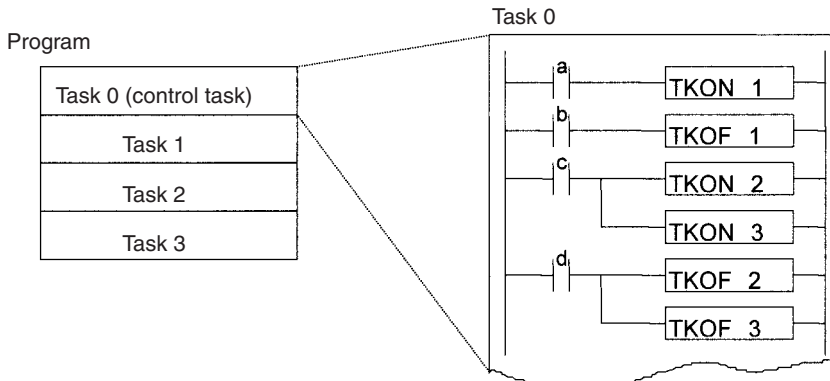 Program
Task 0 (control task)
Task 1
Task 2
Task 3
Task 0
a
TKON 1
b
TKOF 1
c
TKON 2
TKON 3
d
TKOF 2
TKOF 3